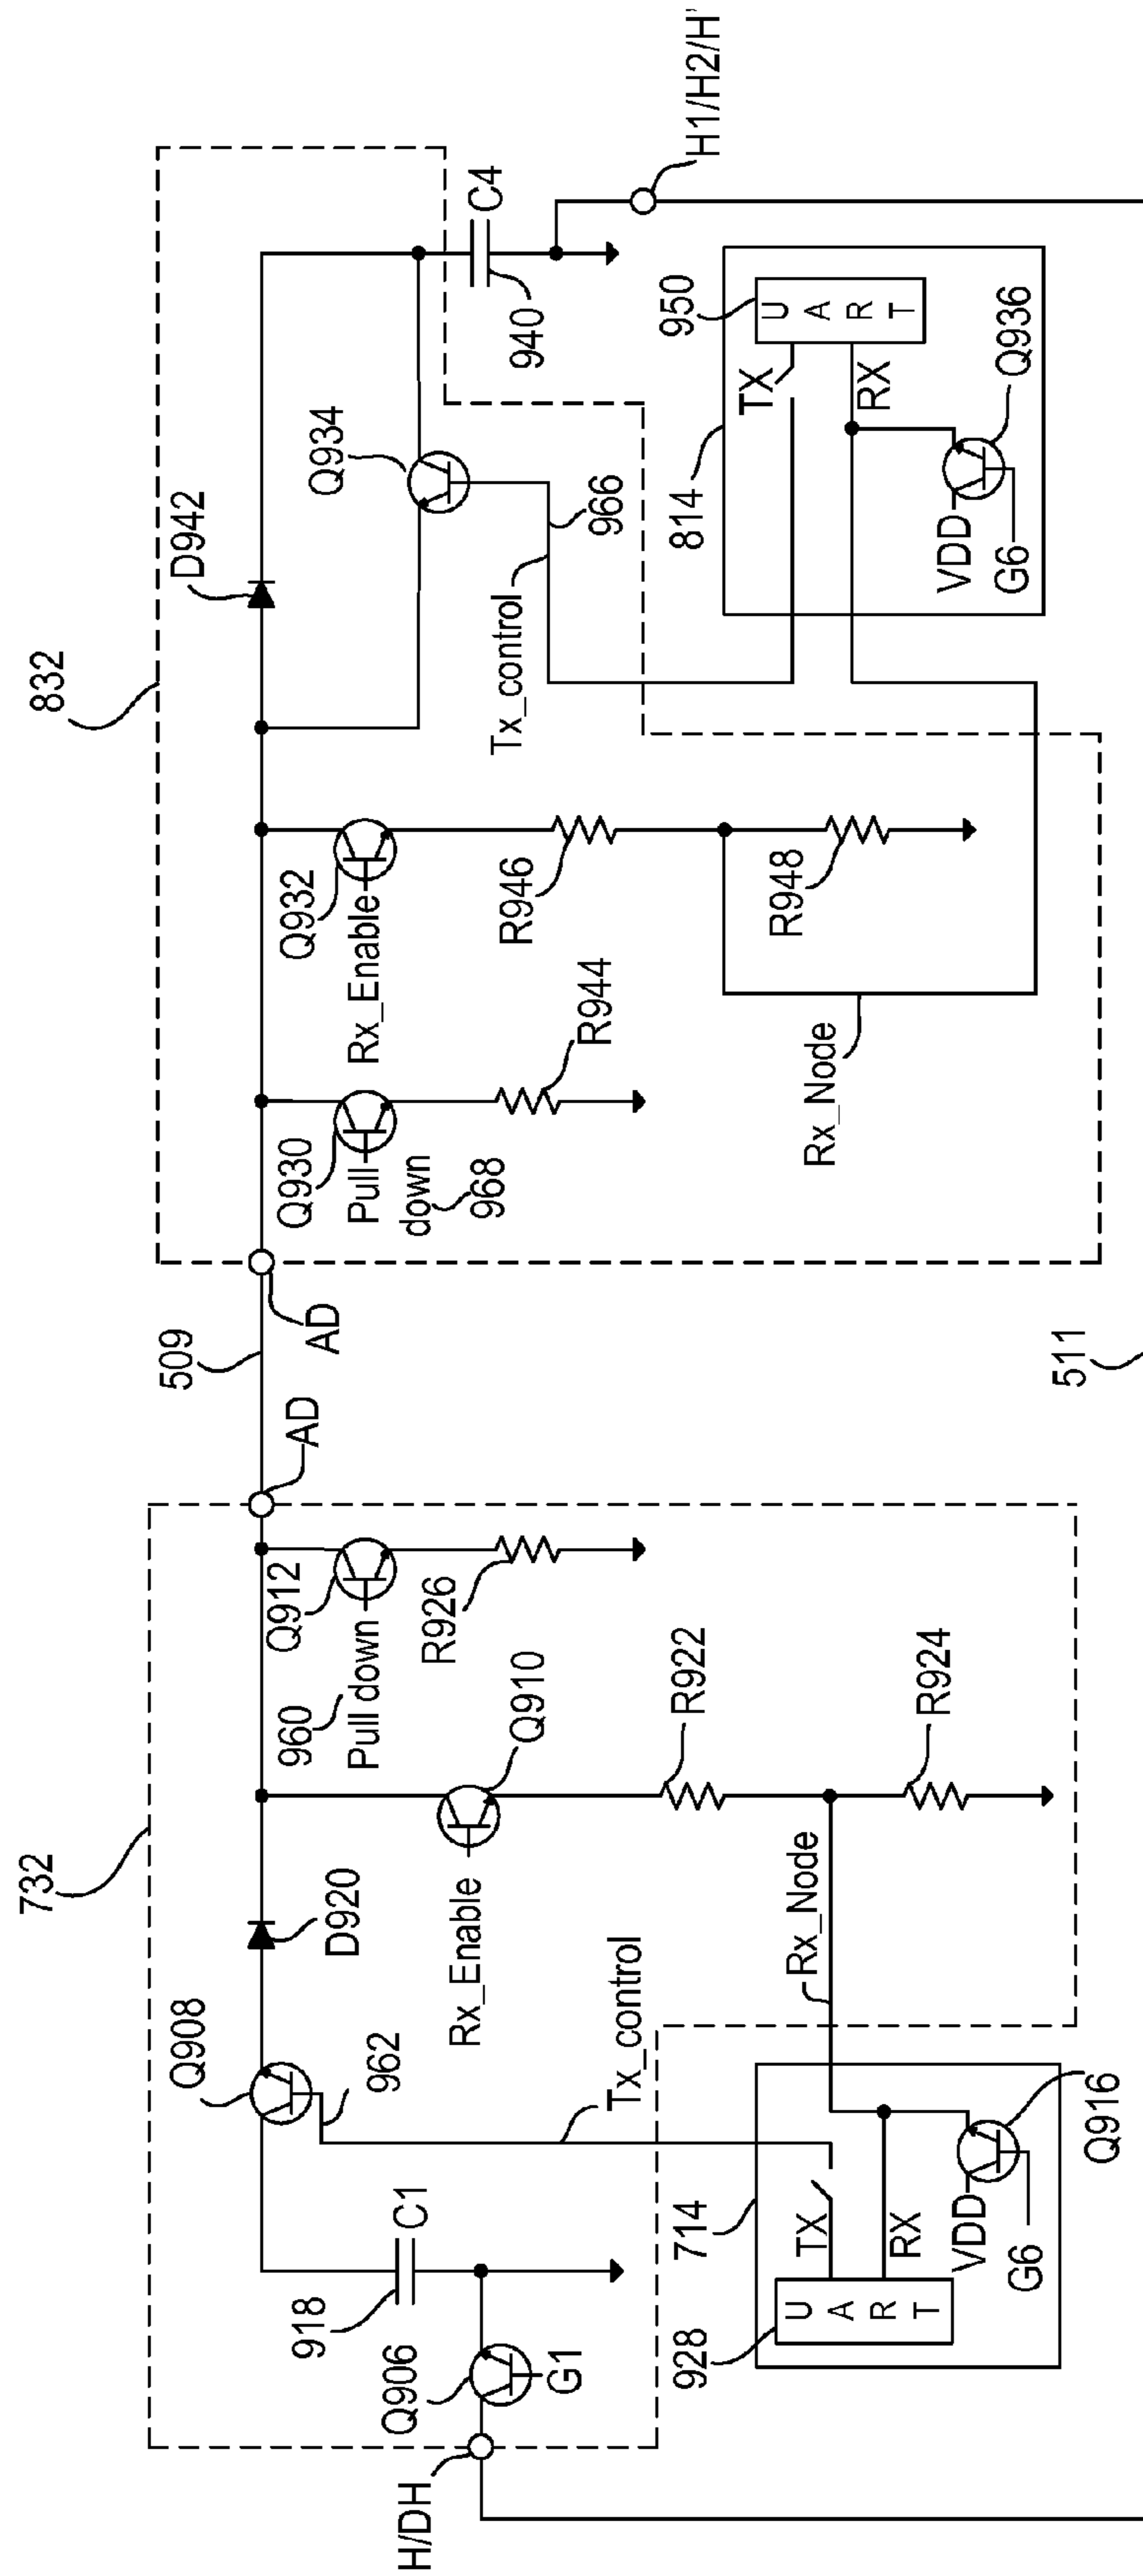 732
Q908
D920
962
C1
918
Q906
G1
H/DH
Q912
960
Pull down
R926
Q910
Rx_Enable
R922
R924
Rx_Node
Tx_control
714
TX
RX
VDD
G6
Q916
928
U
A
R
T
AD
509
AD
511
832
D942
Q934
C4
940
Q932
Rx_Enable
Q930
Pull
down
968
R944
R946
R948
Rx_Node
Tx_control
966
814
TX
950
U
A
R
T
RX
Q936
VDD
G6
H1/H2/H'